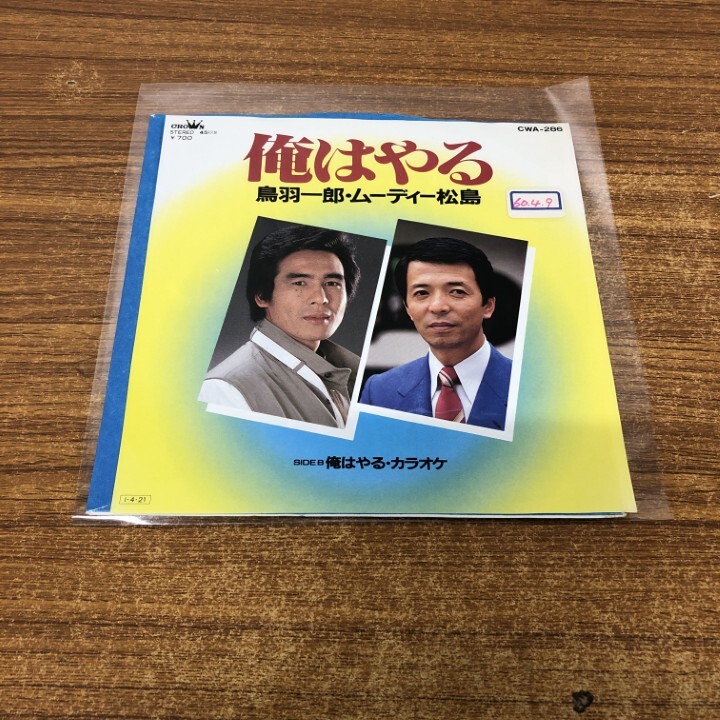 CROWN
STEREO 45rpm
￥700
CWA-286
俺はやる
鳥羽一郎・ムーディー松島
60.4.9
SIDE B 俺はやる・カラオケ
I-4-21